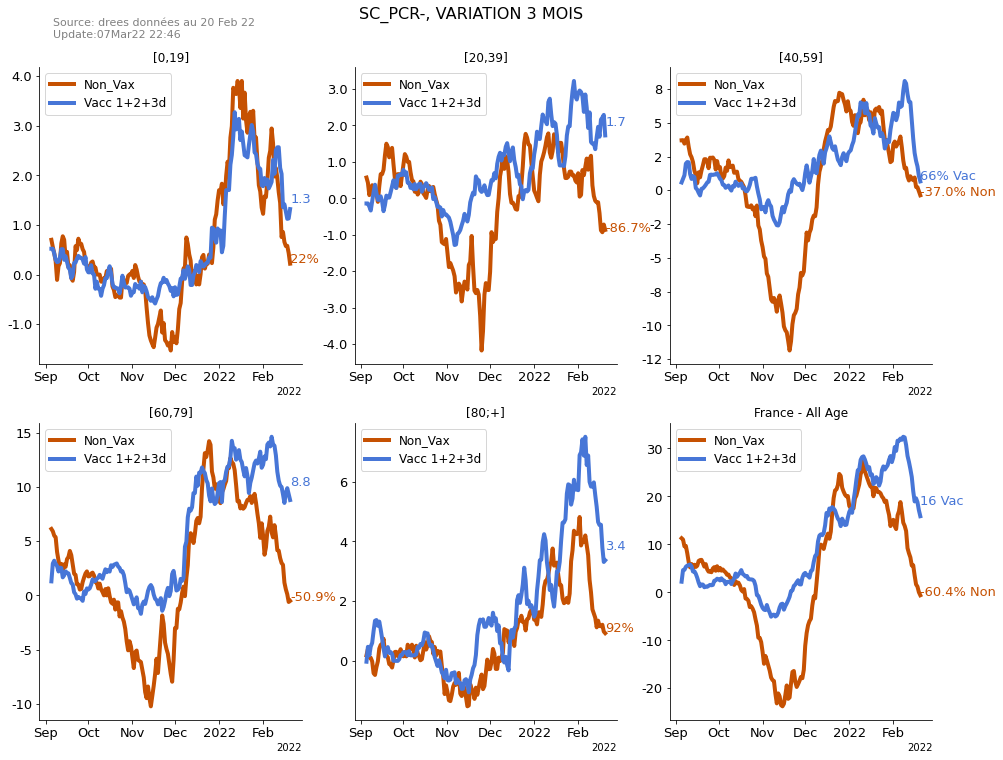 SC_PCR-, VARIATION 3 MOIS
Source: drees données au 20 Feb 22
Update:07Mar22 22:46
[0,19]
Non_Vax
Vacc 1+2+3d
4.0
3.0
2.0
1.0
0.0
-1.0
1.3
22%
Sep Oct Nov Dec 2022 Feb
2022
[20,39]
Non_Vax
Vacc 1+2+3d
3.0
2.0
1.0
0.0
-1.0
-2.0
-3.0
-4.0
1.7
-86.7%
Sep Oct Nov Dec 2022 Feb
2022
[40,59]
Non_Vax
Vacc 1+2+3d
8
5
2
0
-2
-5
-8
-10
-12
66% Vac
-37.0% Non
Sep Oct Nov Dec 2022 Feb
2022
[60,79]
Non_Vax
Vacc 1+2+3d
15
10
5
0
-5
-10
8.8
-50.9%
Sep Oct Nov Dec 2022 Feb
2022
[80;+]
Non_Vax
Vacc 1+2+3d
6
4
2
0
3.4
92%
Sep Oct Nov Dec 2022 Feb
2022
France - All Age
Non_Vax
Vacc 1+2+3d
30
20
10
0
-10
-20
16 Vac
-60.4% Non
Sep Oct Nov Dec 2022 Feb
2022